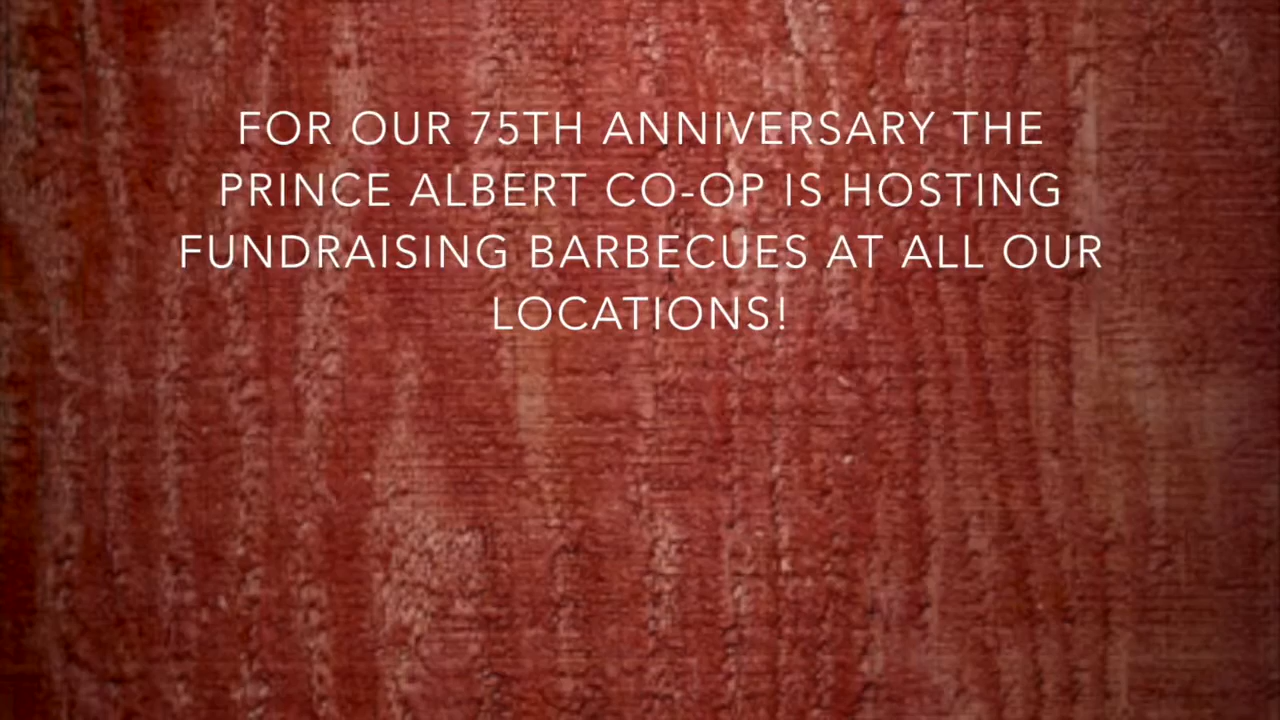 FOR OUR 75TH ANNIVERSARY THE
PRINCE ALBERT CO-OP IS HOSTING
FUNDRAISING BARBECUES AT ALL OUR
LOCATIONS!